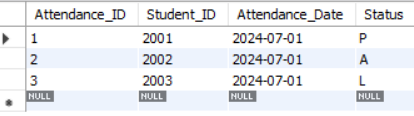 Attendance_ID Student_ID Attendance_Date Status
1 2001 2024-07-01 P
2 2002 2024-07-01 A
3 2003 2024-07-01 L
NULL NULL NULL NULL